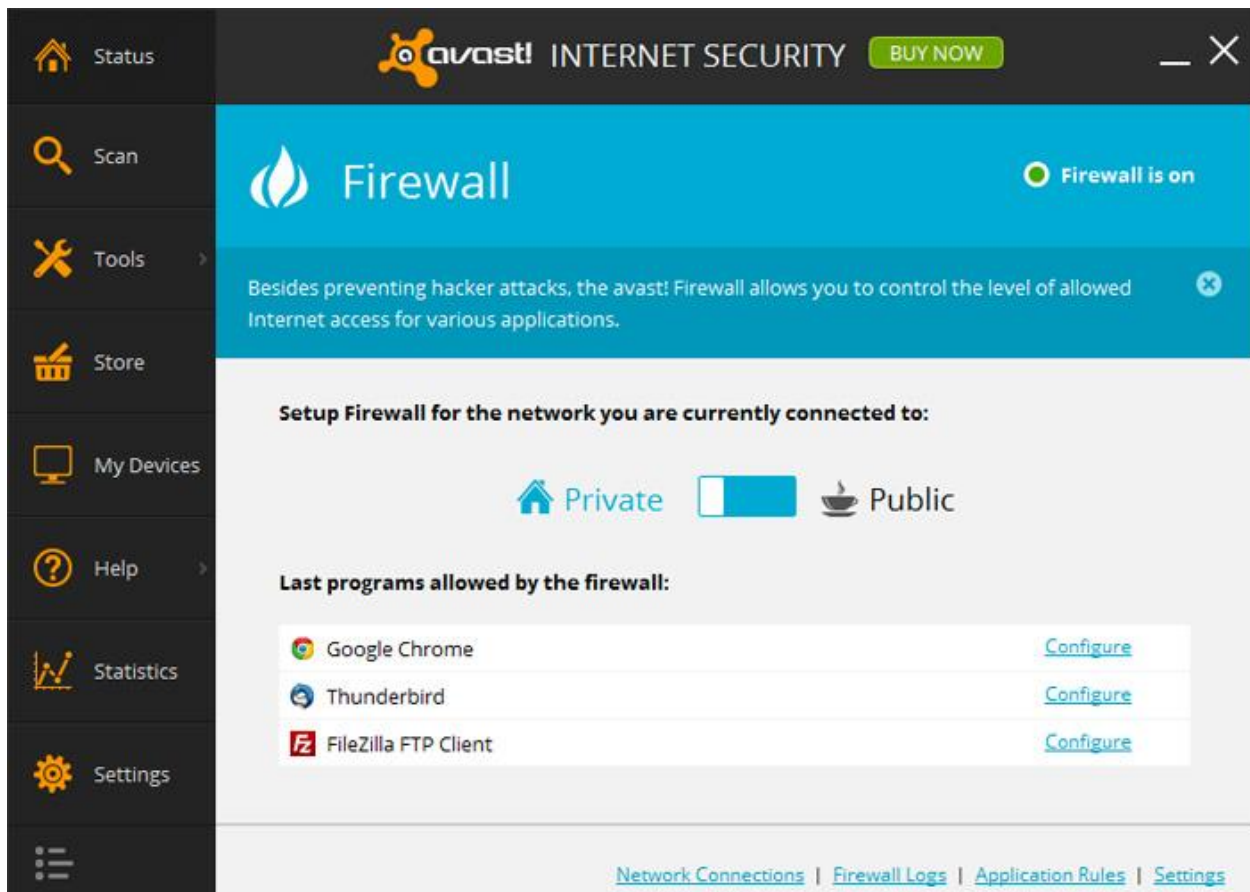 Status
avast! INTERNET SECURITY BUY NOW
Scan
Firewall
Firewall is on
Tools
Besides preventing hacker attacks, the avast! Firewall allows you to control the level of allowed
Internet access for various applications.
Store
Setup Firewall for the network you are currently connected to:
My Devices
Private Public
Help
Last programs allowed by the firewall:
Google Chrome Configure
Statistics
Thunderbird Configure
FileZilla FTP Client Configure
Settings
Network Connections | Firewall Logs | Application Rules | Settings